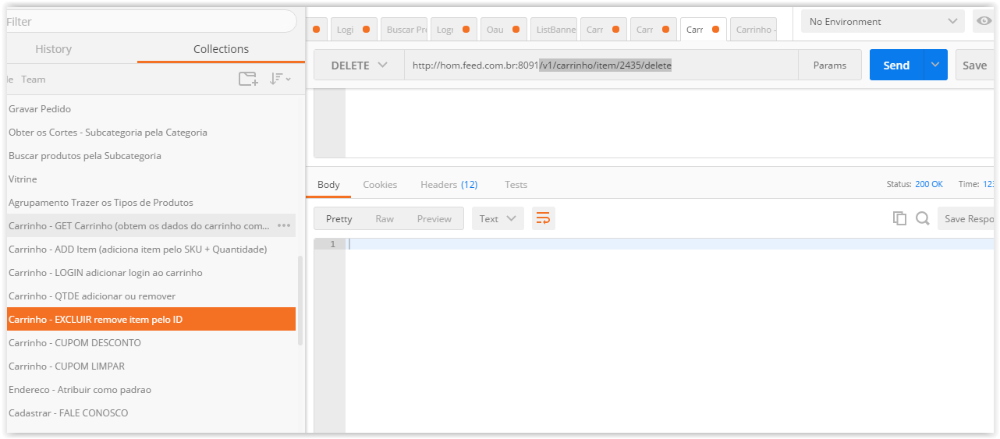 Filter
History Collections
Team
Gravar Pedido
Obter os Cortes - Subcategoria pela Categoria
Buscar produtos pela Subcategoria
Vitrine
Agrupamento Trazer os Tipos de Produtos
Carrinho - GET Carrinho (obtem os dados do carrinho com...
Carrinho - ADD Item (adiciona item pelo SKU + Quantidade)
Carrinho - LOGIN adicionar login ao carrinho
Carrinho - QTDE adicionar ou remover
Carrinho - EXCLUIR remove item pelo ID
Carrinho - CUPOM DESCONTO
Carrinho - CUPOM LIMPAR
Endereco - Atribuir como padrao
Cadastrar - FALE CONOSCO
Logi Buscar Pro Logi Oau ListBanne Carr Carr Carr Carrinho -
No Environment
DELETE http://hom.feed.com.br:8091/v1/carrinho/item/2435/delete Params Send Save
Body Cookies Headers (12) Tests Status: 200 OK Time: 123
Pretty Raw Preview Text Save Respo
1